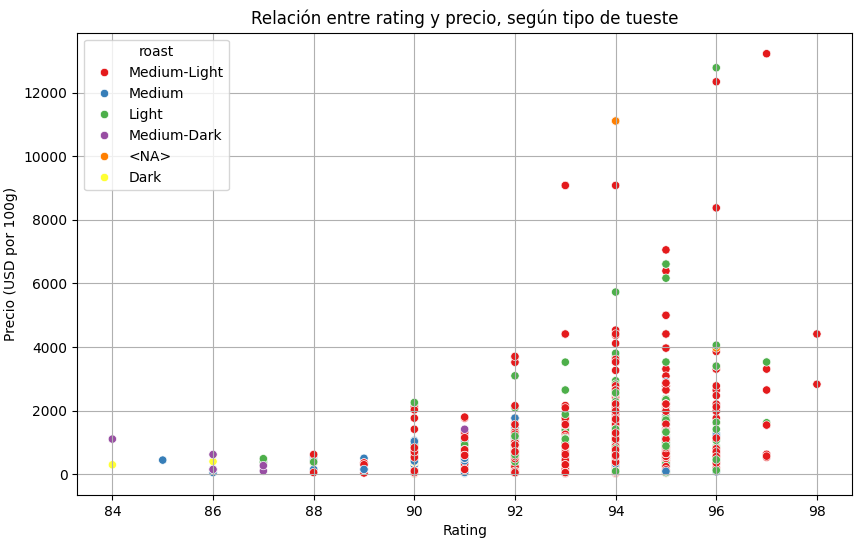 Relación entre rating y precio, según tipo de tueste
roast
Medium-Light
Medium
Light
Medium-Dark
<NA>
Dark
Precio (USD por 100g)
12000
10000
8000
6000
4000
2000
0
84 86 88 90 92 94 96 98
Rating